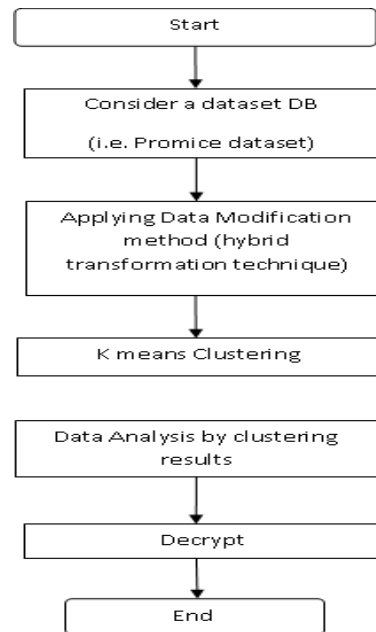 Start
Consider a dataset DB
(i.e. Promice dataset)
Applying Data Modification
method (hybrid
transformation technique)
K means Clustering
Data Analysis by clustering
results
Decrypt
End